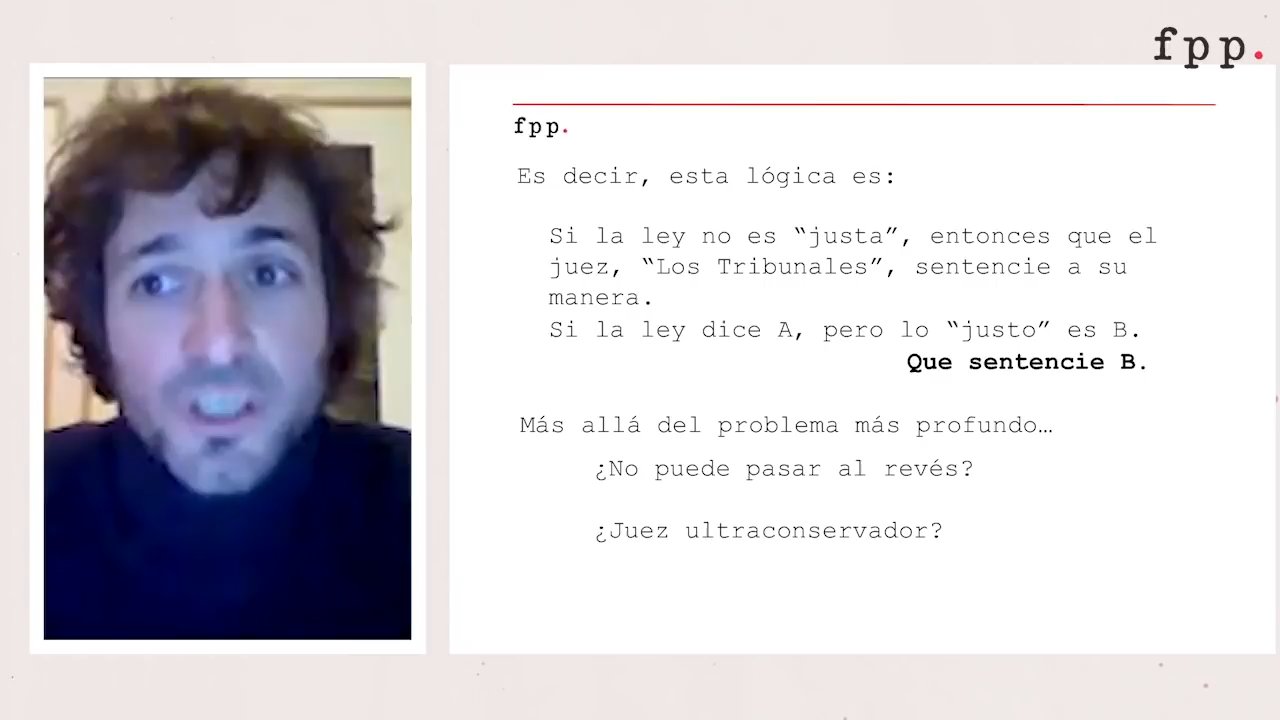 fpp.
fpp.
Es decir, esta lógica es:
Si la ley no es “justa”, entonces que el
juez, “Los Tribunales”, sentencie a su
manera.
Si la ley dice A, pero lo “justo” es B.
Que sentencie B.
Más allá del problema más profundo…
¿No puede pasar al revés?
¿Juez ultraconservador?